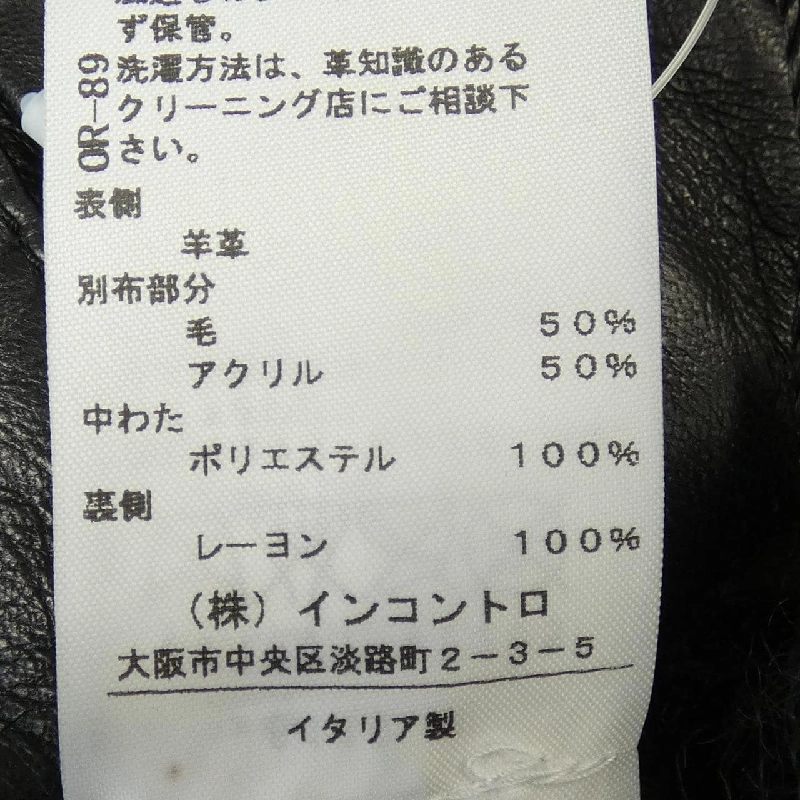 ず保管。
洗濯方法は、革知識のある
クリーニング店にご相談下
さい。
OR-89
表側
羊革
別布部分
毛 50%
アクリル 50%
中わた
ポリエステル 100%
裏側
レーヨン 100%
（株）インコントロ
大阪市中央区淡路町2-3-5
イタリア製